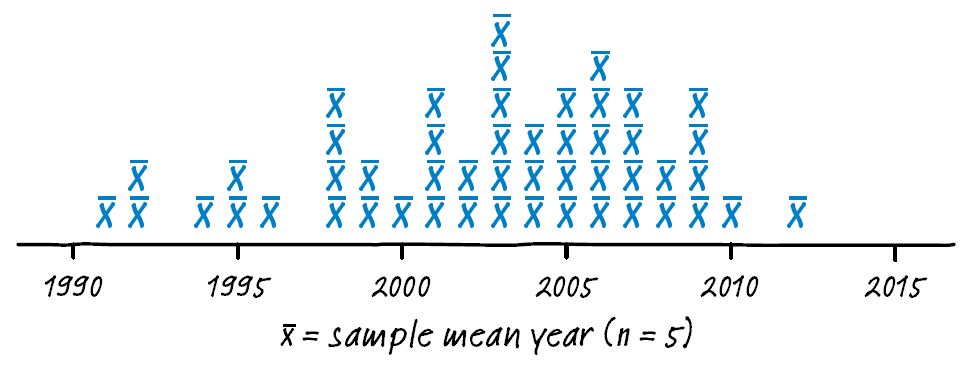 x̄
x̄ x̄
x̄ x̄ x̄ x̄ x̄ x̄ x̄
x̄ x̄ x̄ x̄ x̄ x̄ x̄ x̄
x̄ x̄ x̄ x̄ x̄ x̄ x̄ x̄ x̄ x̄ x̄ x̄ x̄
x̄ x̄ x̄ x̄ x̄ x̄ x̄ x̄ x̄ x̄ x̄ x̄ x̄ x̄ x̄ x̄ x̄ x̄ x̄
1990 1995 2000 2005 2010 2015
x̄ = sample mean year (n = 5)